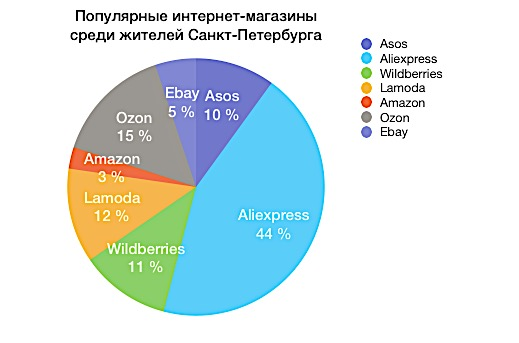 Популярные интернет-магазины
среди жителей Санкт-Петербурга
Asos
Aliexpress
Wildberries
Lamoda
Amazon
Ozon
Ebay
Ebay
5 %
Asos
10 %
Ozon
15 %
Amazon
3 %
Lamoda
12 %
Aliexpress
44 %
Wildberries
11 %